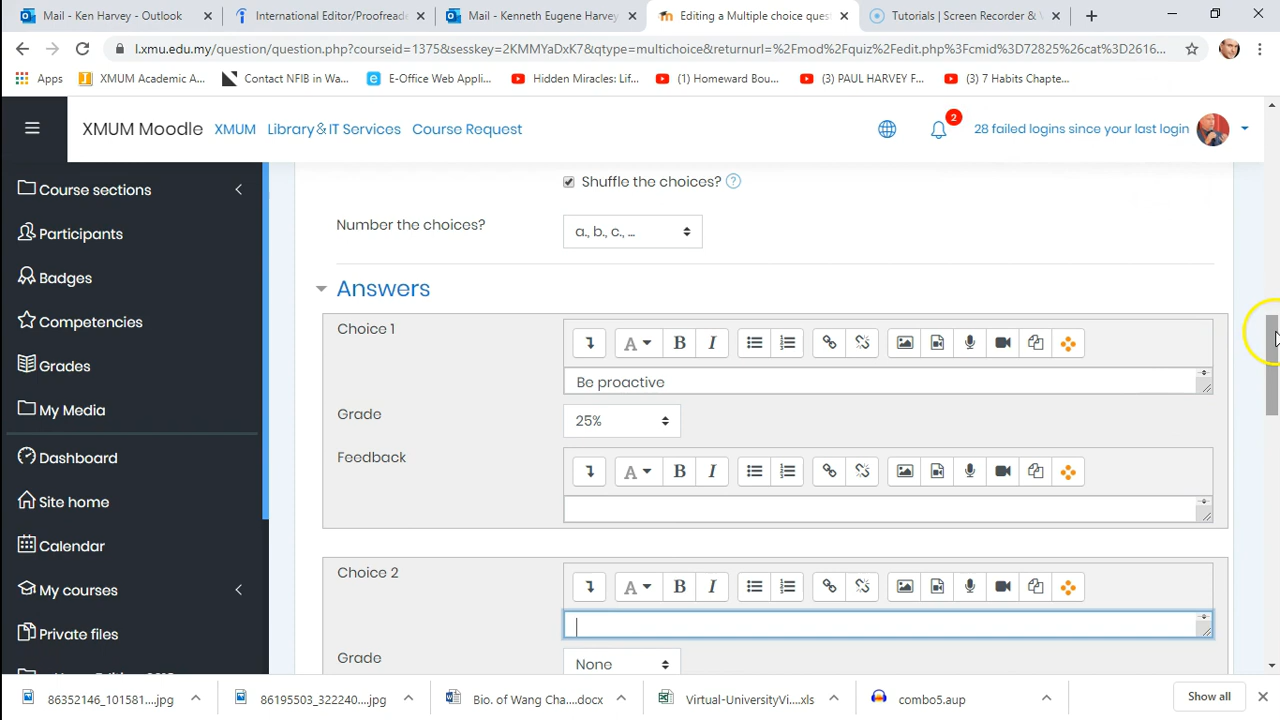 Mail - Ken Harvey - Outlook
International Editor/Proofreade
Mail - Kenneth Eugene Harvey
Editing a Multiple choice ques
Tutorials | Screen Recorder & V
l.xmu.edu.my/question/question.php?courseid=1375&sesskey=2KMMYaDxK7&qtype=multichoice&returnurl=%2Fmod%2Fquiz%2Fedit.php%3Fcmid%3D72825%26cat%3D2616...
Apps
XMUM Academic A...
Contact NFIB in Wa...
E-Office Web Appli...
Hidden Miracles: Lif...
(1) Homeward Bou...
(3) PAUL HARVEY F...
(3) 7 Habits Chapte...
XMUM Moodle
XMUM
Library&IT Services
Course Request
2
28 failed logins since your last login
Course sections
Participants
Badges
Competencies
Grades
My Media
Dashboard
Site home
Calendar
My courses
Private files
Shuffle the choices?
Number the choices?
a., b., c., ...
Answers
Choice 1
A B I
Be proactive
Grade
25%
Feedback
A B I
Choice 2
A B I
Grade
None
86352146_101581....jpg
86195503_322240....jpg
Bio. of Wang Cha....docx
Virtual-UniversityVi....xls
combo5.aup
Show all